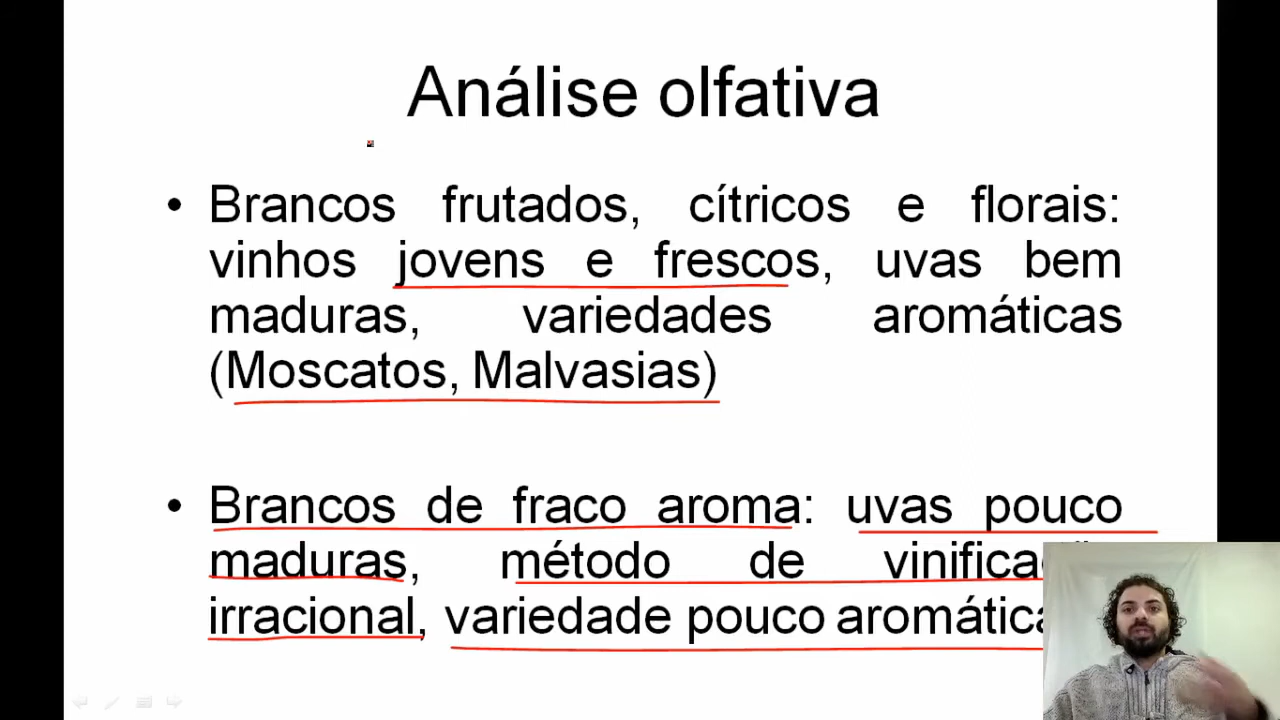 Análise olfativa
• Brancos frutados, cítricos e florais:
vinhos jovens e frescos, uvas bem
maduras, variedades aromáticas
(Moscatos, Malvasias)
• Brancos de fraco aroma: uvas pouco
maduras, método de
irracional, variedade pouco